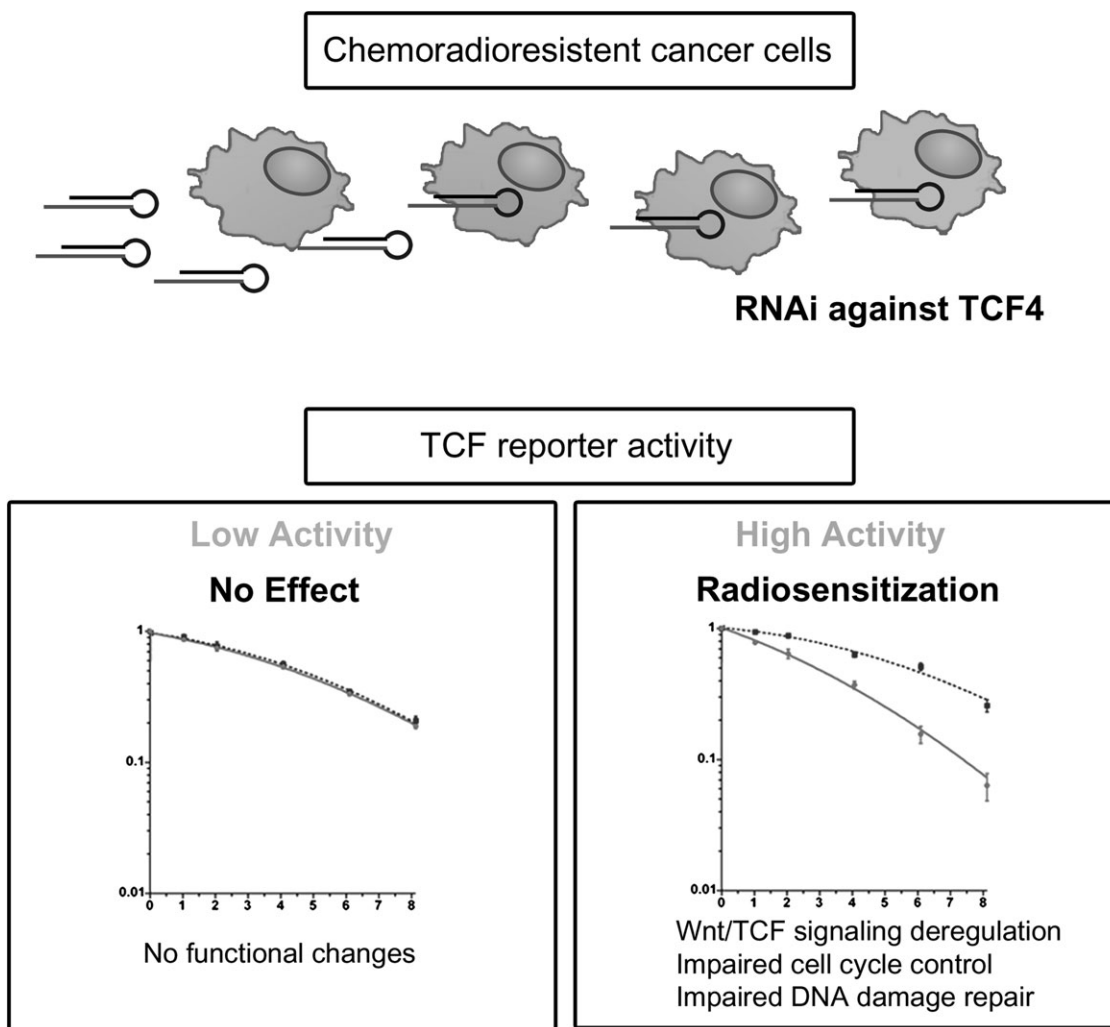 Chemoradioresistent cancer cells
RNAi against TCF4
TCF reporter activity
Low Activity
No Effect
1
0.1
0.01
0 1 2 3 4 5 6 7 8
No functional changes
High Activity
Radiosensitization
1
0.1
0.01
0 1 2 3 4 5 6 7 8
Wnt/TCF signaling deregulation
Impaired cell cycle control
Impaired DNA damage repair